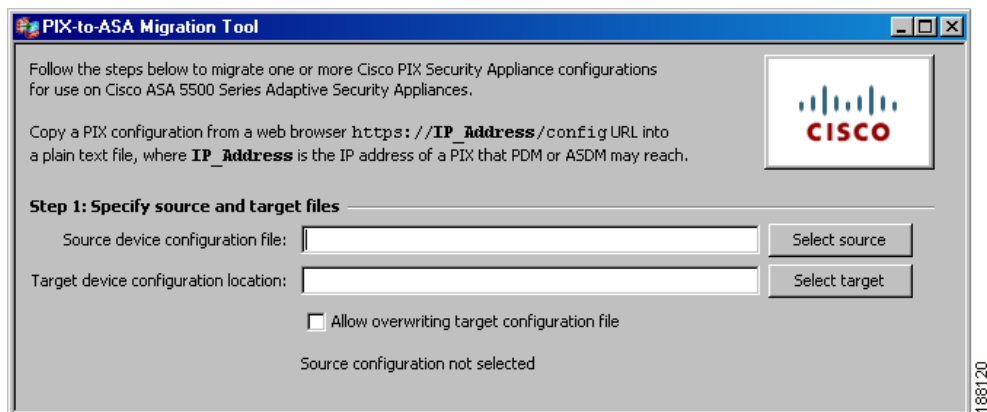 PIX-to-ASA Migration Tool
Follow the steps below to migrate one or more Cisco PIX Security Appliance configurations
for use on Cisco ASA 5500 Series Adaptive Security Appliances.
CISCO
Copy a PIX configuration from a web browser https://IP_Address/config URL into
a plain text file, where IP_Address is the IP address of a PIX that PDM or ASDM may reach.
Step 1: Specify source and target files
Source device configuration file:
Select source
Target device configuration location:
Select target
Allow overwriting target configuration file
Source configuration not selected
188120